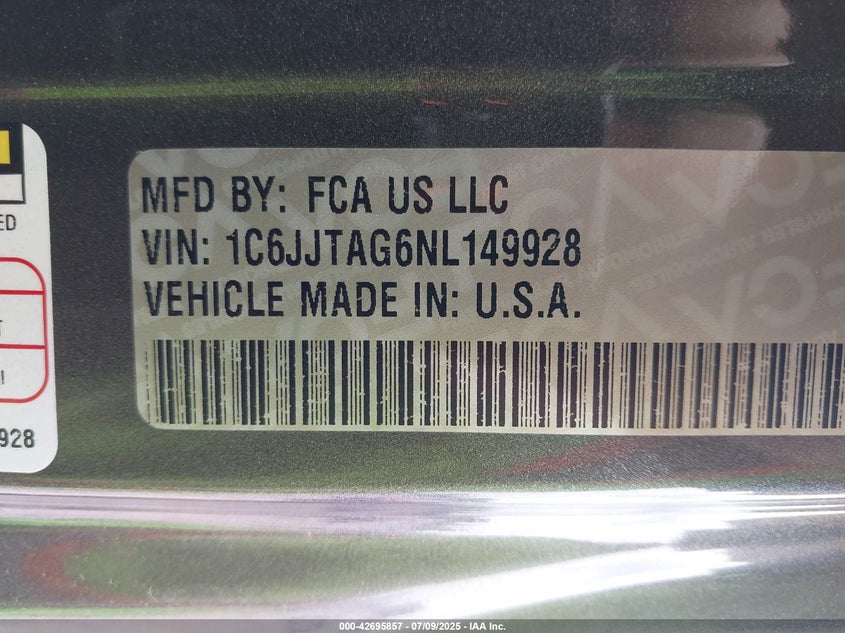 MFD BY: FCA US LLC
VIN: 1C6JJTAG6NL149928
VEHICLE MADE IN: U.S.A.
ED
T
I
928
000-42695857 - 07/09/2025 - IAA Inc.